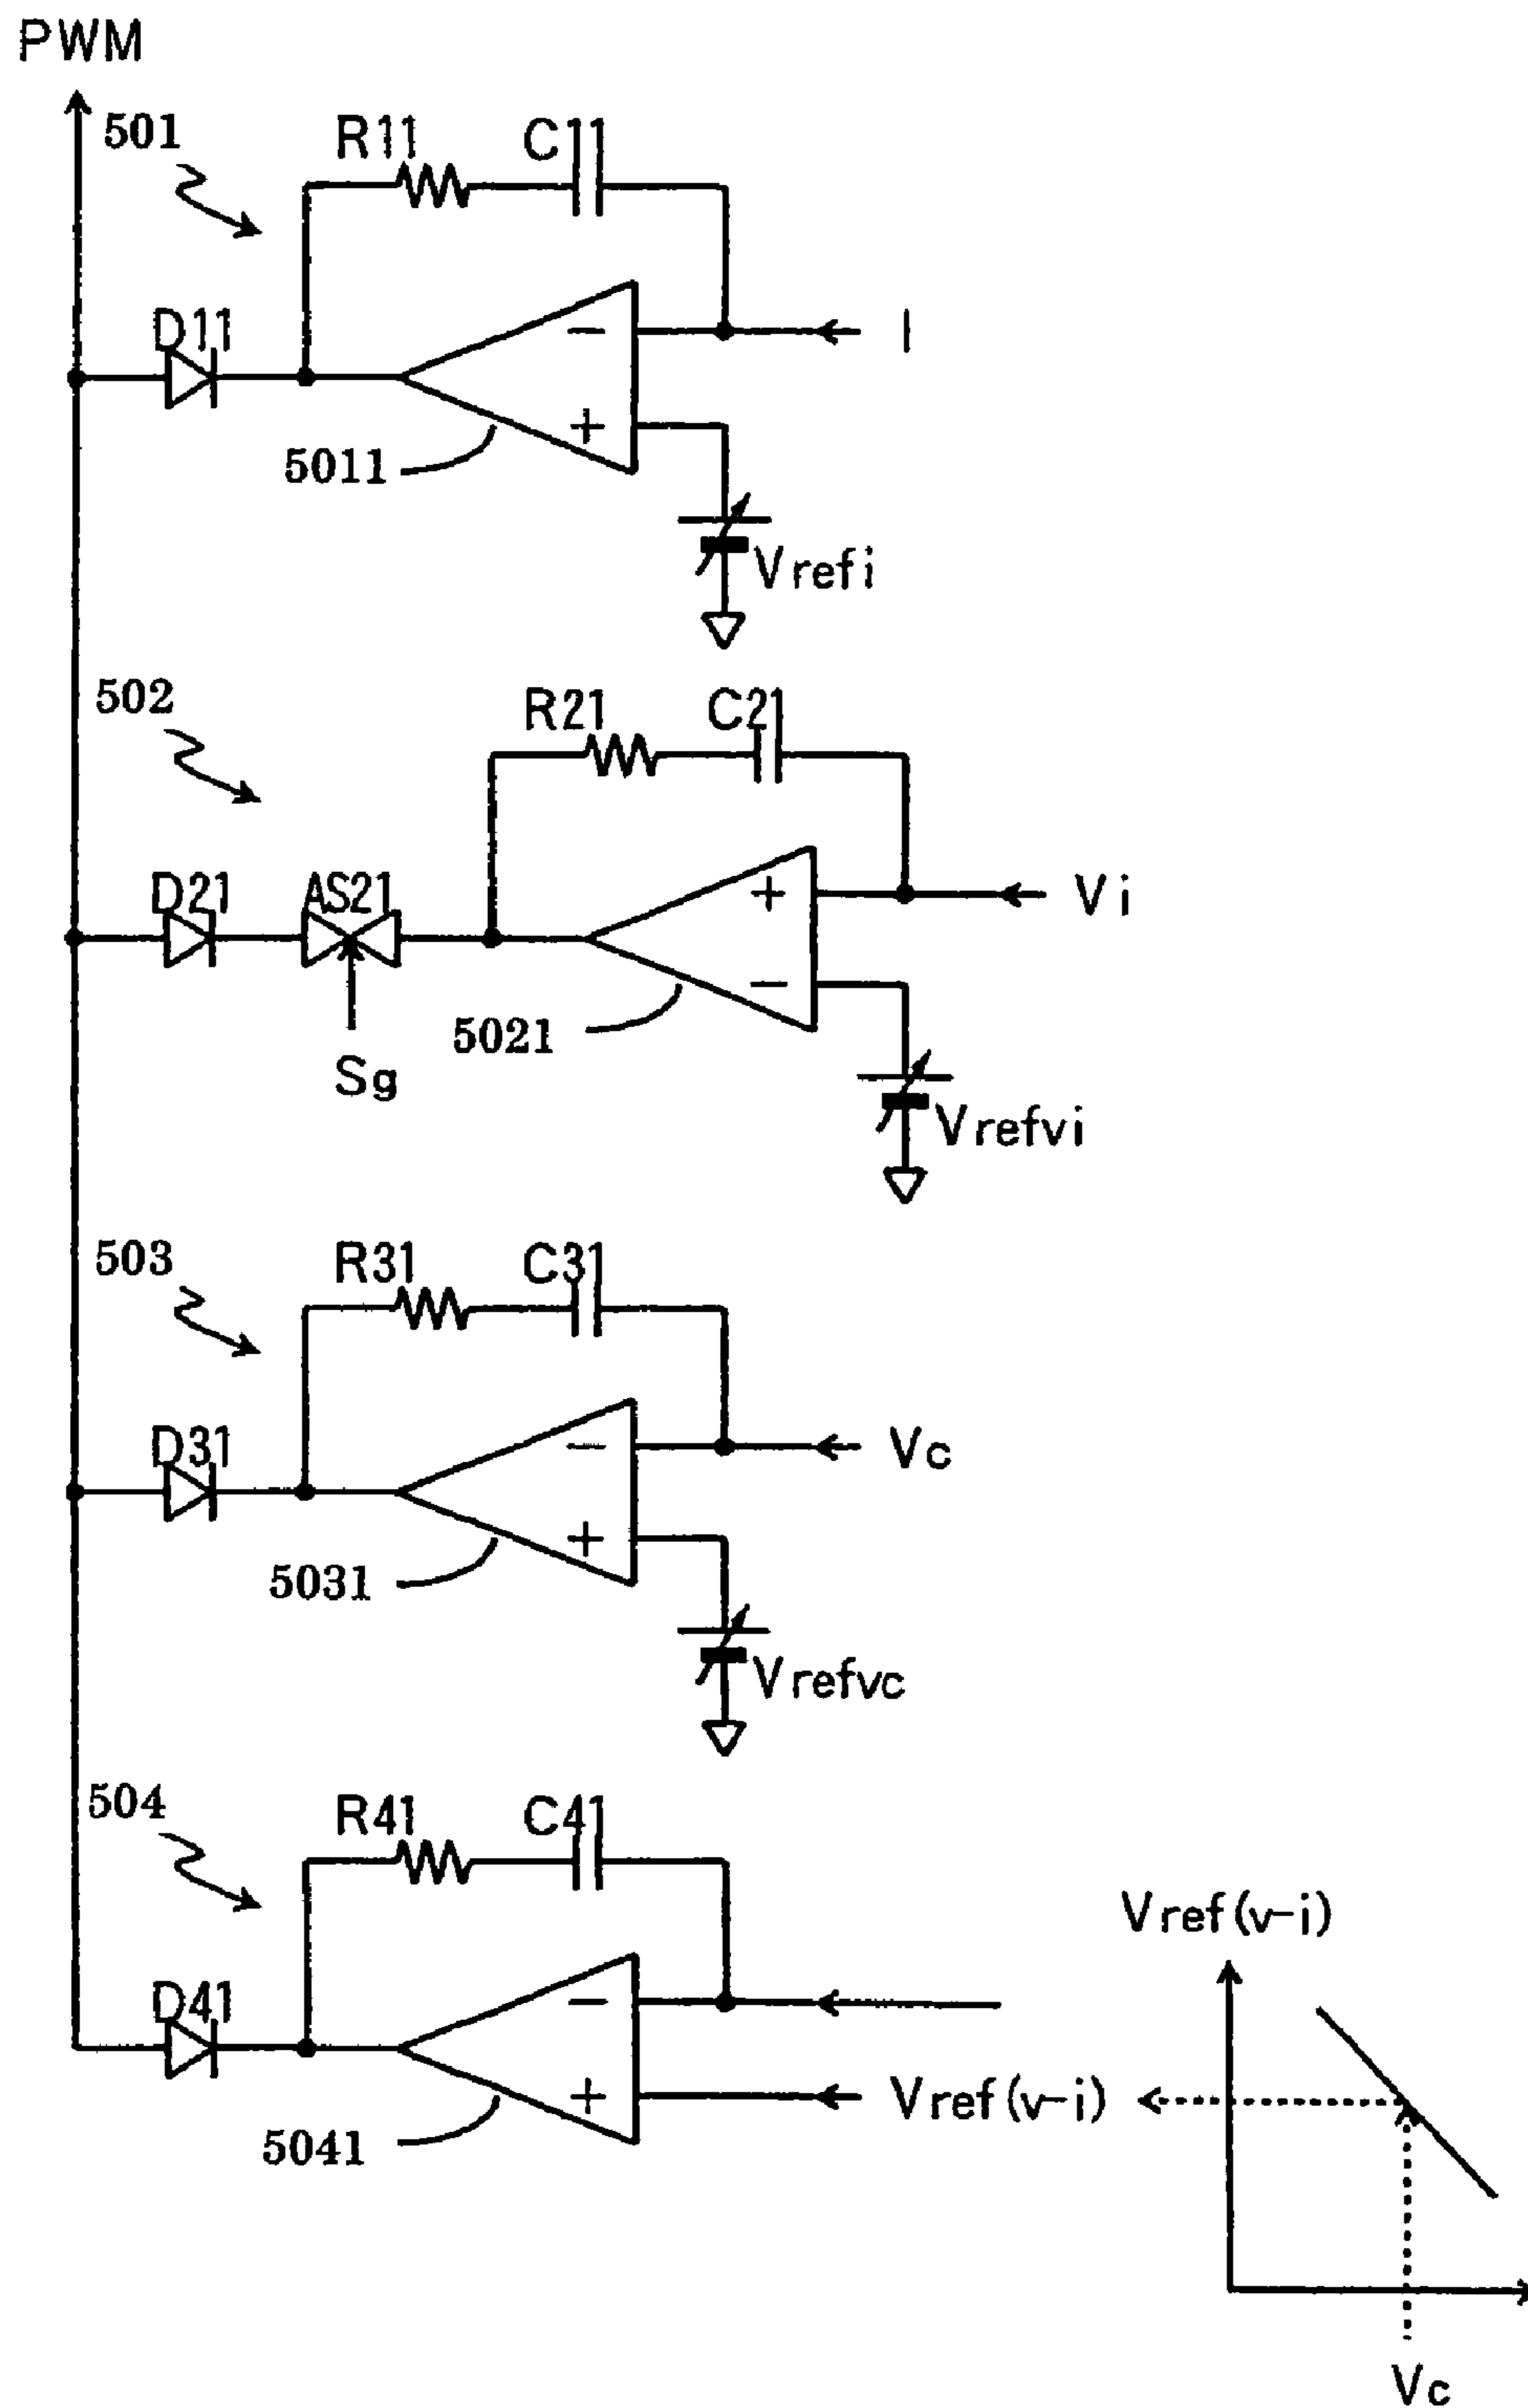 PWM
501
R11
C11
D11
−
I
+
5011
Vrefi
502
R21
C21
D21
AS21
+
Vi
−
5021
Sg
Vrefvi
503
R31
C31
D31
−
Vc
+
5031
Vrefvc
504
R41
C41
Vref(v-i)
D41
−
+
Vref(v-i)
5041
Vc